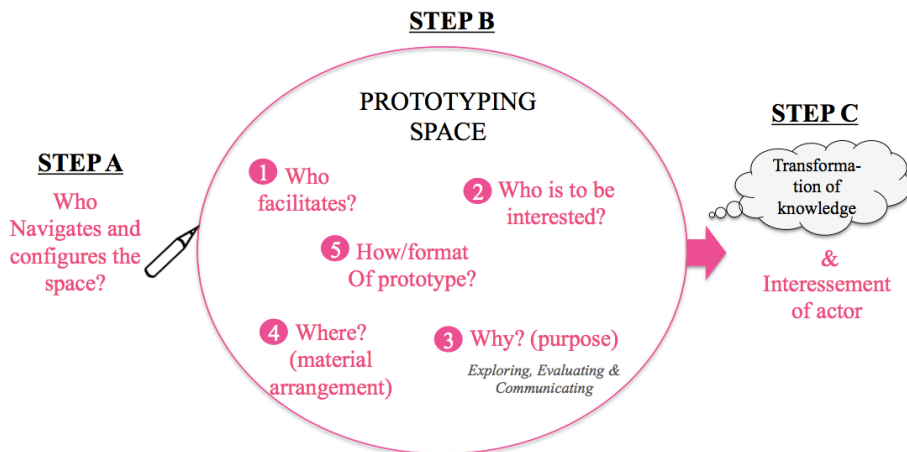 STEP A
Who
Navigates and
configures the
space?
STEP B
PROTOTYPING
SPACE
1 Who
facilitates?
2 Who is to be
interested?
5 How/format
Of prototype?
4 Where?
(material
arrangement)
3 Why? (purpose)
Exploring, Evaluating &
Communicating
STEP C
Transforma-
tion of
knowledge
&
Interessement
of actor